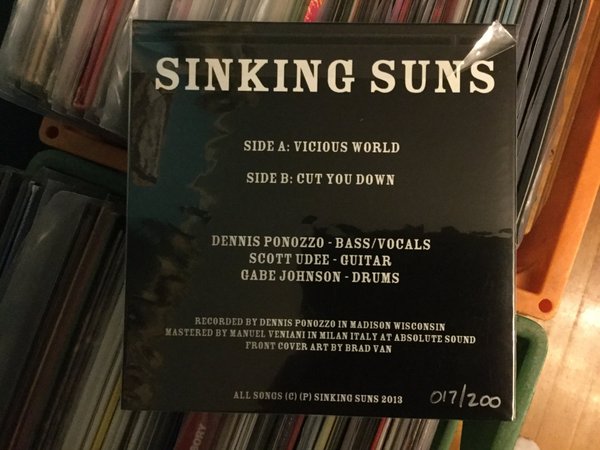 SINKING SUNS
SIDE A: VICIOUS WORLD
SIDE B: CUT YOU DOWN
DENNIS PONOZZO - BASS/VOCALS
SCOTT UDEE - GUITAR
GABE JOHNSON - DRUMS
RECORDED BY DENNIS PONOZZO IN MADISON WISCONSIN
MASTERED BY MANUEL VENIANI IN MILAN ITALY AT ABSOLUTE SOUND
FRONT COVER ART BY BRAD VAN
ALL SONGS (C) (P) SINKING SUNS 2013
017/200